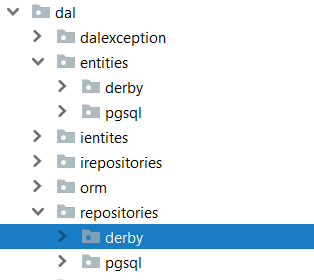 dal
dalexception
entities
derby
pgsql
ientites
irepositories
orm
repositories
derby
pgsql